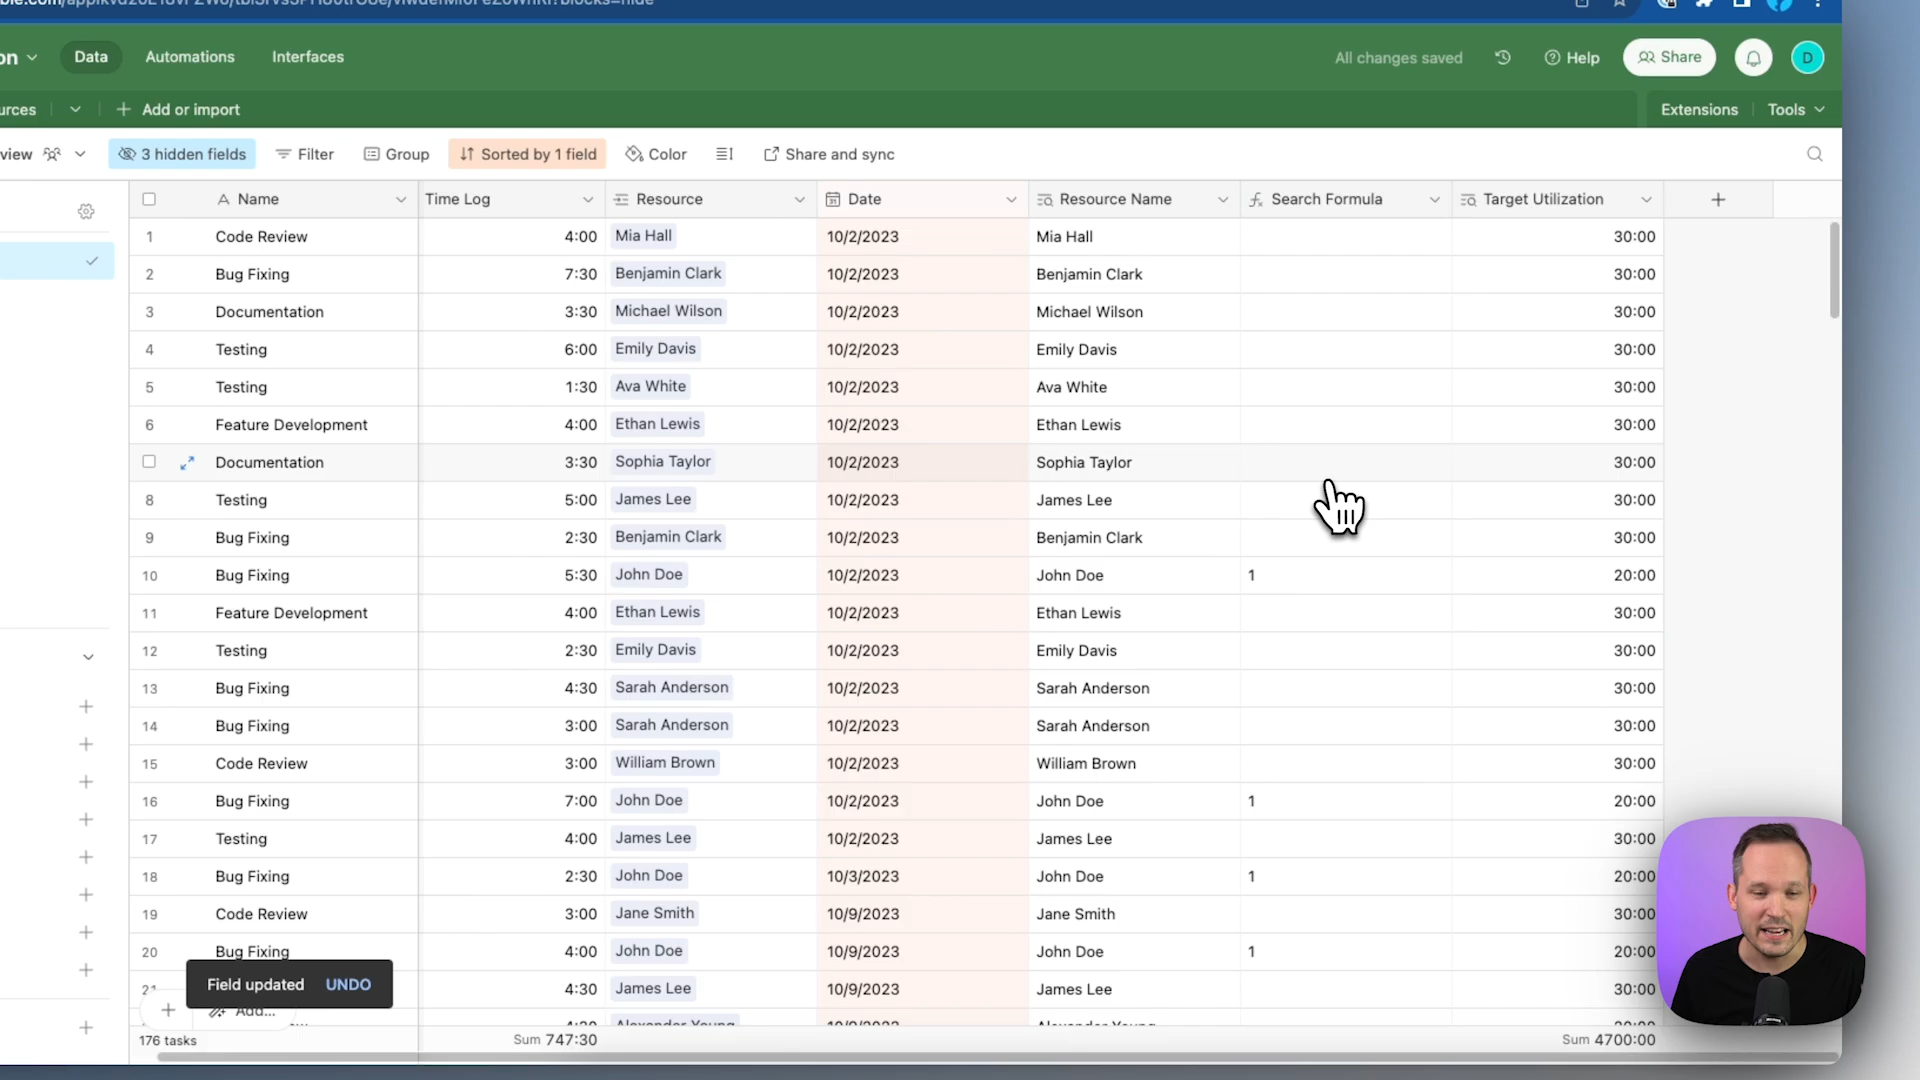 on Data Automations Interfaces All changes saved Help Share D
urces Add or import Extensions Tools
view 3 hidden fields Filter Group Sorted by 1 field Color Share and sync
Name Time Log Resource Date Resource Name Search Formula Target Utilization
1 Code Review 4:00 Mia Hall 10/2/2023 Mia Hall 30:00
2 Bug Fixing 7:30 Benjamin Clark 10/2/2023 Benjamin Clark 30:00
3 Documentation 3:30 Michael Wilson 10/2/2023 Michael Wilson 30:00
4 Testing 6:00 Emily Davis 10/2/2023 Emily Davis 30:00
5 Testing 1:30 Ava White 10/2/2023 Ava White 30:00
6 Feature Development 4:00 Ethan Lewis 10/2/2023 Ethan Lewis 30:00
Documentation 3:30 Sophia Taylor 10/2/2023 Sophia Taylor 30:00
8 Testing 5:00 James Lee 10/2/2023 James Lee 30:00
9 Bug Fixing 2:30 Benjamin Clark 10/2/2023 Benjamin Clark 30:00
10 Bug Fixing 5:30 John Doe 10/2/2023 John Doe 1 20:00
11 Feature Development 4:00 Ethan Lewis 10/2/2023 Ethan Lewis 30:00
12 Testing 2:30 Emily Davis 10/2/2023 Emily Davis 30:00
13 Bug Fixing 4:30 Sarah Anderson 10/2/2023 Sarah Anderson 30:00
14 Bug Fixing 3:00 Sarah Anderson 10/2/2023 Sarah Anderson 30:00
15 Code Review 3:00 William Brown 10/2/2023 William Brown 30:00
16 Bug Fixing 7:00 John Doe 10/2/2023 John Doe 1 20:00
17 Testing 4:00 James Lee 10/2/2023 James Lee 30:00
18 Bug Fixing 2:30 John Doe 10/3/2023 John Doe 1 20:00
19 Code Review 3:00 Jane Smith 10/9/2023 Jane Smith 30:00
20 Bug Fixing 4:00 John Doe 10/9/2023 John Doe 1 20:00
Field updated UNDO
21 4:30 James Lee 10/9/2023 James Lee 30:00
Add...
176 tasks Sum 747:30 Sum 4700:00